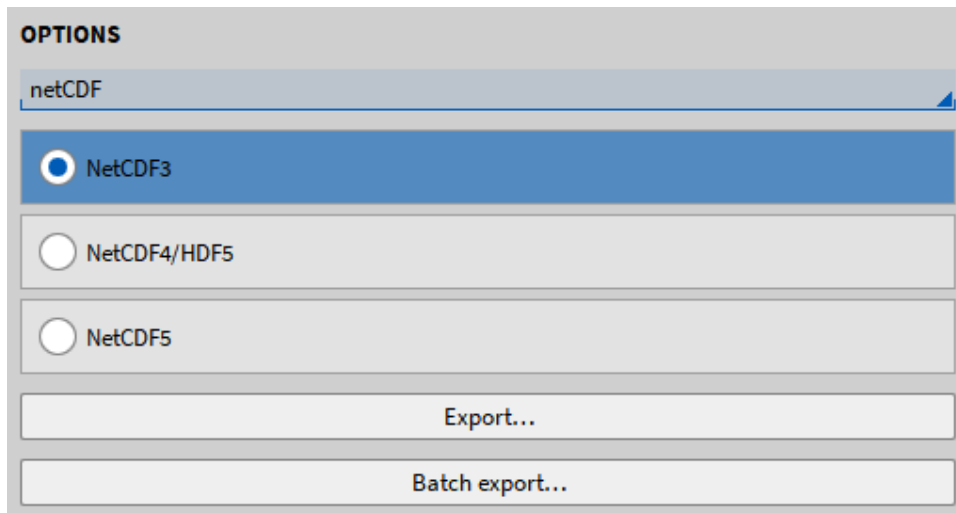 OPTIONS
netCDF
NetCDF3
NetCDF4/HDF5
NetCDF5
Export...
Batch export...